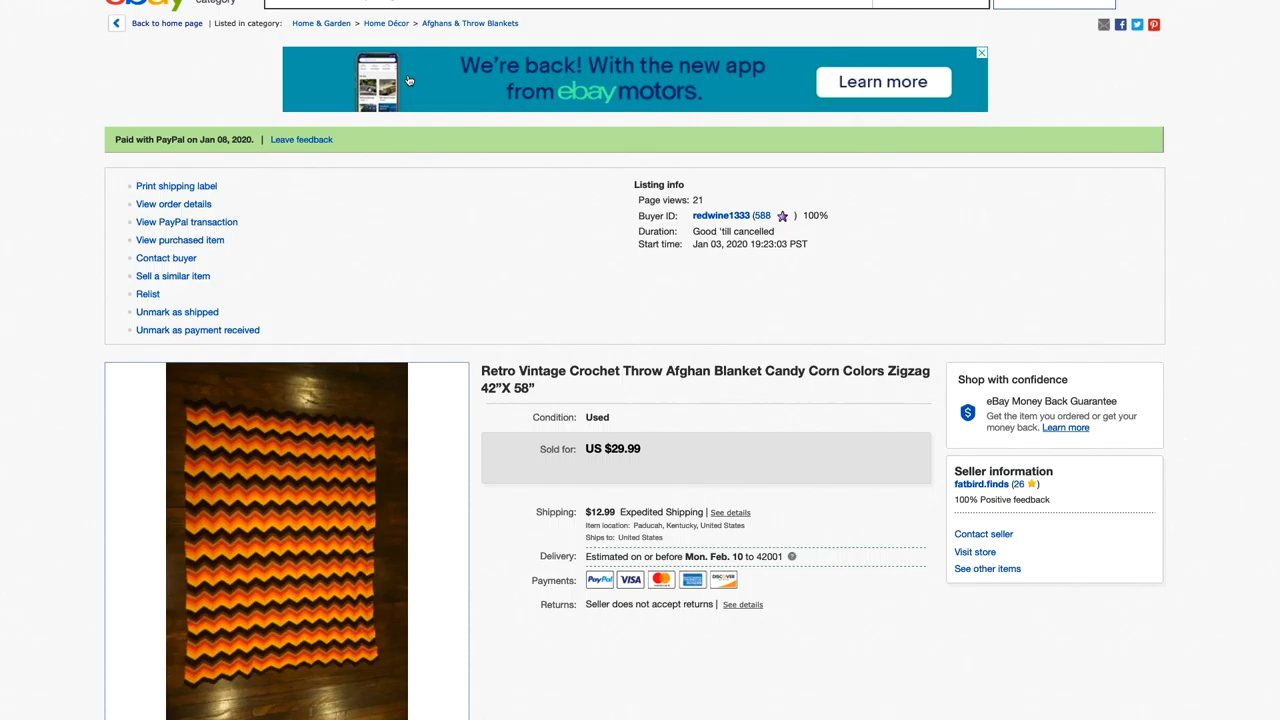 ebay
category
Back to home page | Listed in category: Home & Garden > Home Décor > Afghans & Throw Blankets
We're back! With the new app
from ebay motors.
Learn more
Paid with PayPal on Jan 08, 2020. | Leave feedback
Print shipping label
View order details
View PayPal transaction
View purchased item
Contact buyer
Sell a similar item
Relist
Unmark as shipped
Unmark as payment received
Listing info
Page views: 21
Buyer ID: redwine1333 (588 ) 100%
Duration: Good 'till cancelled
Start time: Jan 03, 2020 19:23:03 PST
Retro Vintage Crochet Throw Afghan Blanket Candy Corn Colors Zigzag
42”X 58”
Condition: Used
Sold for: US $29.99
Shipping: $12.99 Expedited Shipping | See details
Item location: Paducah, Kentucky, United States
Ships to: United States
Delivery: Estimated on or before Mon. Feb. 10 to 42001
Payments: PayPal VISA DISCOVER
Returns: Seller does not accept returns | See details
Shop with confidence
eBay Money Back Guarantee
Get the item you ordered or get your
money back. Learn more
Seller information
fatbird.finds (26 )
100% Positive feedback
Contact seller
Visit store
See other items